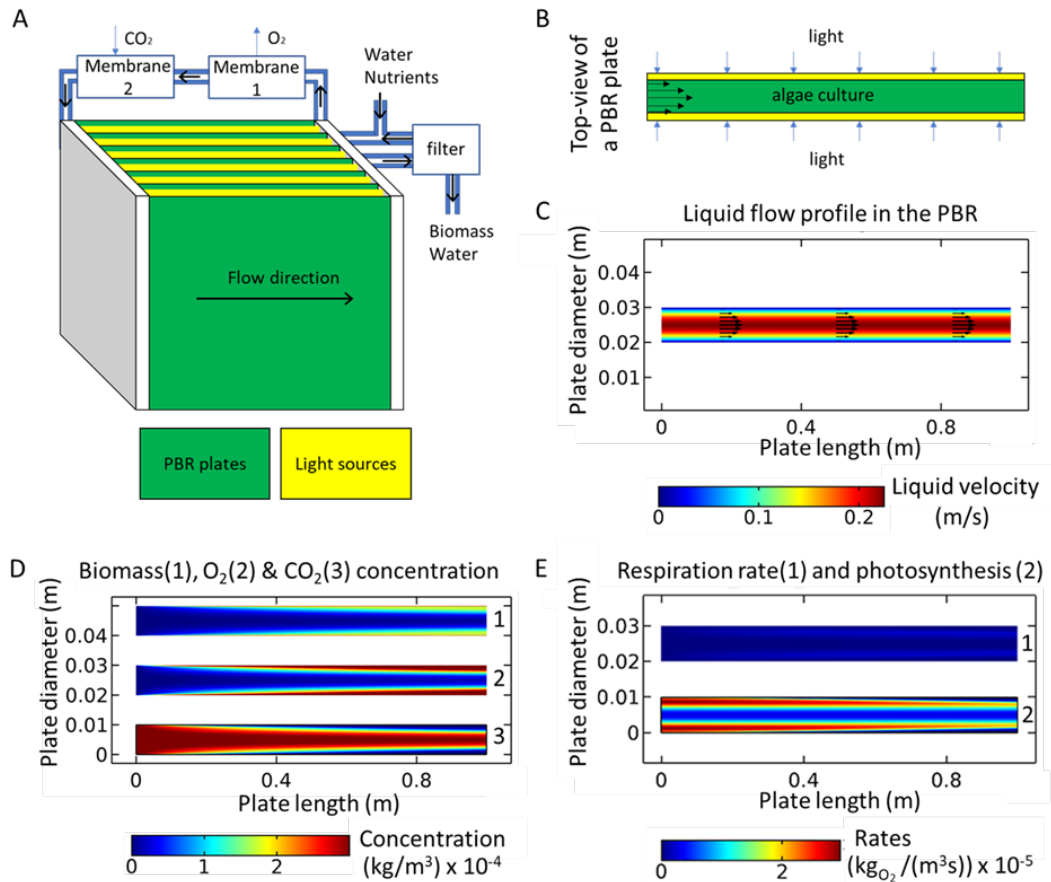 A
CO2
O2
Membrane
2
Membrane
1
Water
Nutrients
filter
Biomass
Water
Flow direction
PBR plates
Light sources
B
Top-view of
a PBR plate
light
algae culture
light
C
Liquid flow profile in the PBR
Plate diameter (m)
0.04
0.03
0.02
0.01
0
0.4
0.8
Plate length (m)
0
0.1
0.2
Liquid velocity
(m/s)
D
Biomass(1), O2(2) & CO2(3) concentration
Plate diameter (m)
0.04
0.03
0.02
0.01
0
1
2
3
0
0.4
0.8
Plate length (m)
0
1
2
Concentration
(kg/m³) x 10⁻⁴
E
Respiration rate(1) and photosynthesis (2)
Plate diameter (m)
0.04
0.03
0.02
0.01
0
1
2
0
0.4
0.8
Plate length (m)
0
2
Rates
(kgO2/(m³s)) x 10⁻⁵